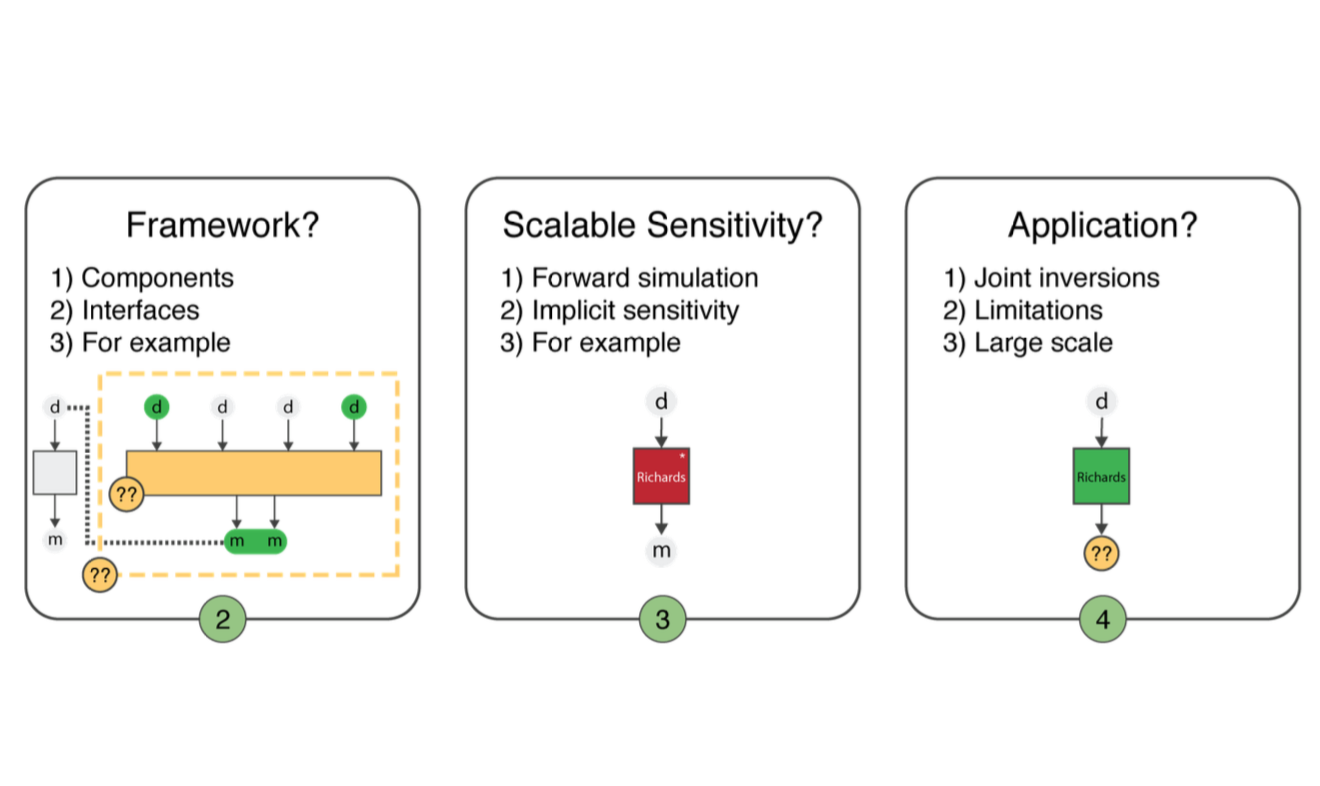 Framework?
1) Components
2) Interfaces
3) For example
d
d
d
d
d
??
m
m
m
??
2
Scalable Sensitivity?
1) Forward simulation
2) Implicit sensitivity
3) For example
d
*
Richards
m
3
Application?
1) Joint inversions
2) Limitations
3) Large scale
d
Richards
??
4